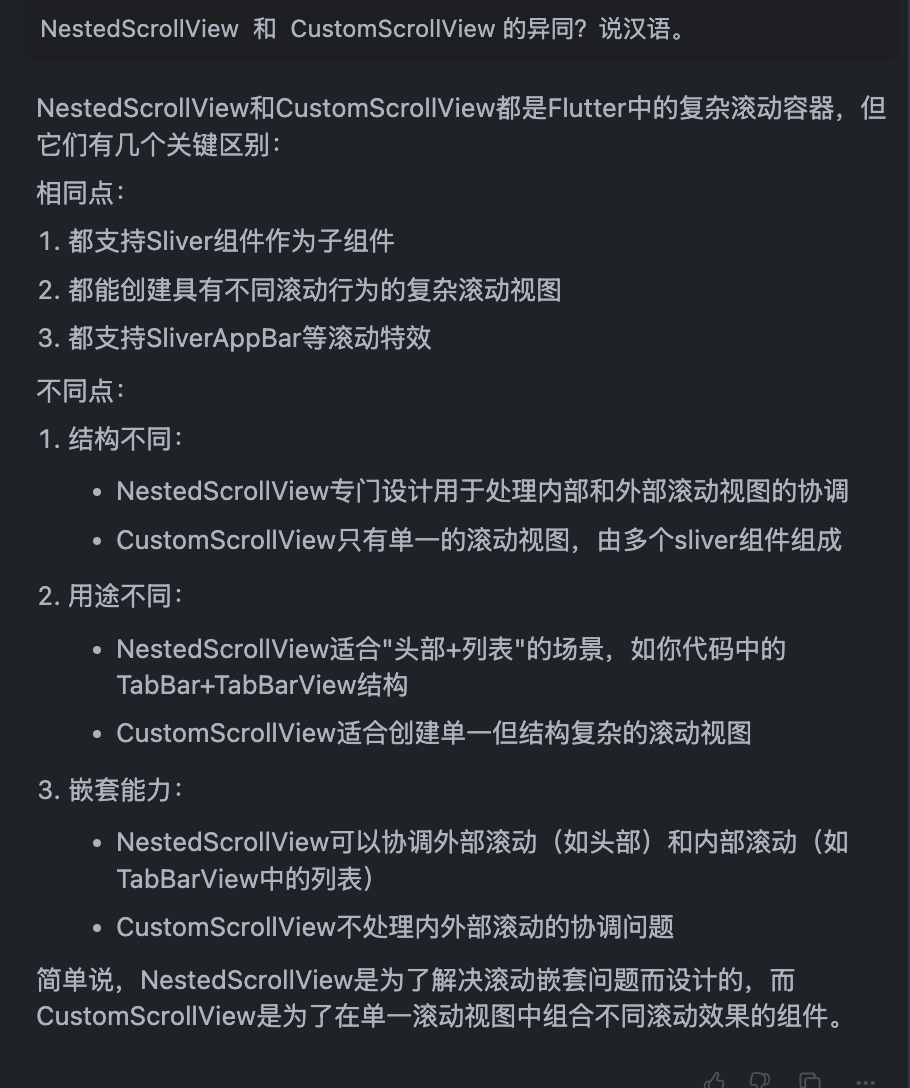 NestedScrollView 和 CustomScrollView 的异同？说汉语。
NestedScrollView和CustomScrollView都是Flutter中的复杂滚动容器，但
它们有几个关键区别：
相同点：
1. 都支持Sliver组件作为子组件
2. 都能创建具有不同滚动行为的复杂滚动视图
3. 都支持SliverAppBar等滚动特效
不同点：
1. 结构不同：
• NestedScrollView专门设计用于处理内部和外部滚动视图的协调
• CustomScrollView只有单一的滚动视图，由多个sliver组件组成
2. 用途不同：
• NestedScrollView适合"头部+列表"的场景，如你代码中的
TabBar+TabBarView结构
• CustomScrollView适合创建单一但结构复杂的滚动视图
3. 嵌套能力：
• NestedScrollView可以协调外部滚动（如头部）和内部滚动（如
TabBarView中的列表）
• CustomScrollView不处理内外部滚动的协调问题
简单说，NestedScrollView是为了解决滚动嵌套问题而设计的，而
CustomScrollView是为了在单一滚动视图中组合不同滚动效果的组件。